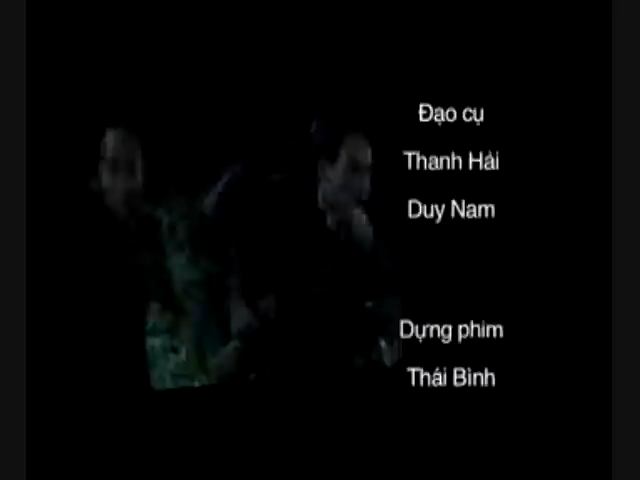 Đạo cụ
Thanh Hải
Duy Nam
Dựng phim
Thái Bình